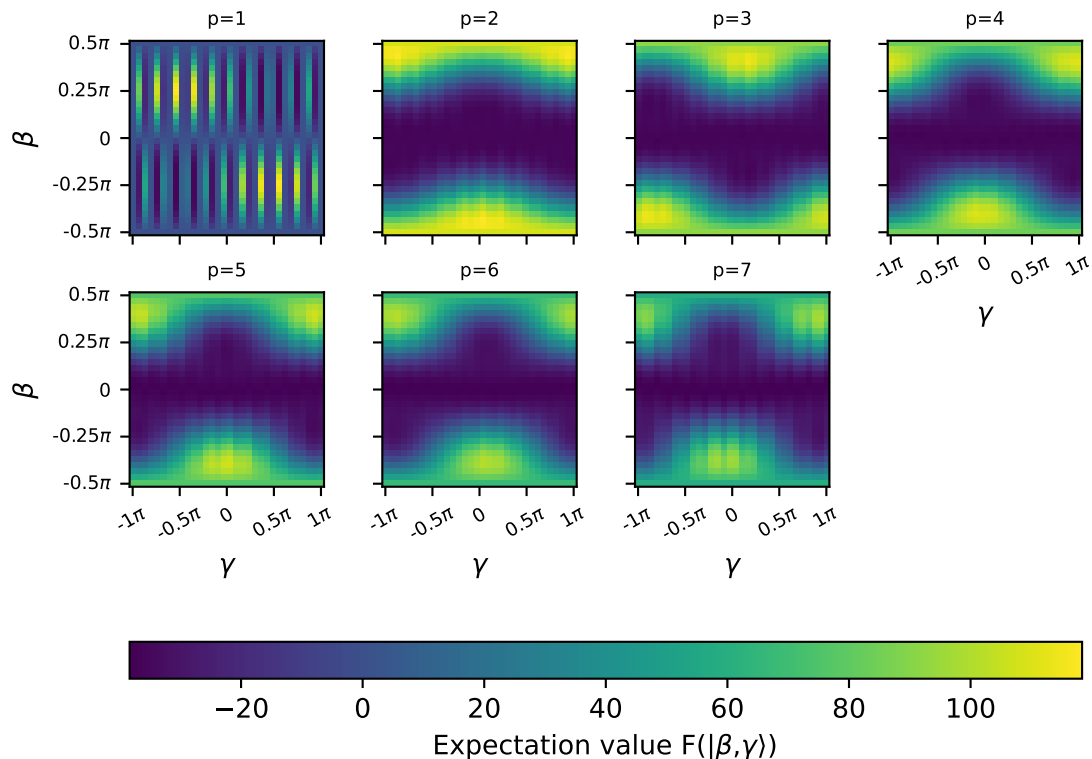 p=1 p=2 p=3 p=4
0.5π
0.25π
0
-0.25π
-0.5π
β
-1π -0.5π 0 0.5π 1π
γ
p=5 p=6 p=7
0.5π
0.25π
0
-0.25π
-0.5π
β
-1π -0.5π 0 0.5π 1π -1π -0.5π 0 0.5π 1π -1π -0.5π 0 0.5π 1π
γ γ γ
−20 0 20 40 60 80 100
Expectation value F(|β,γ⟩)